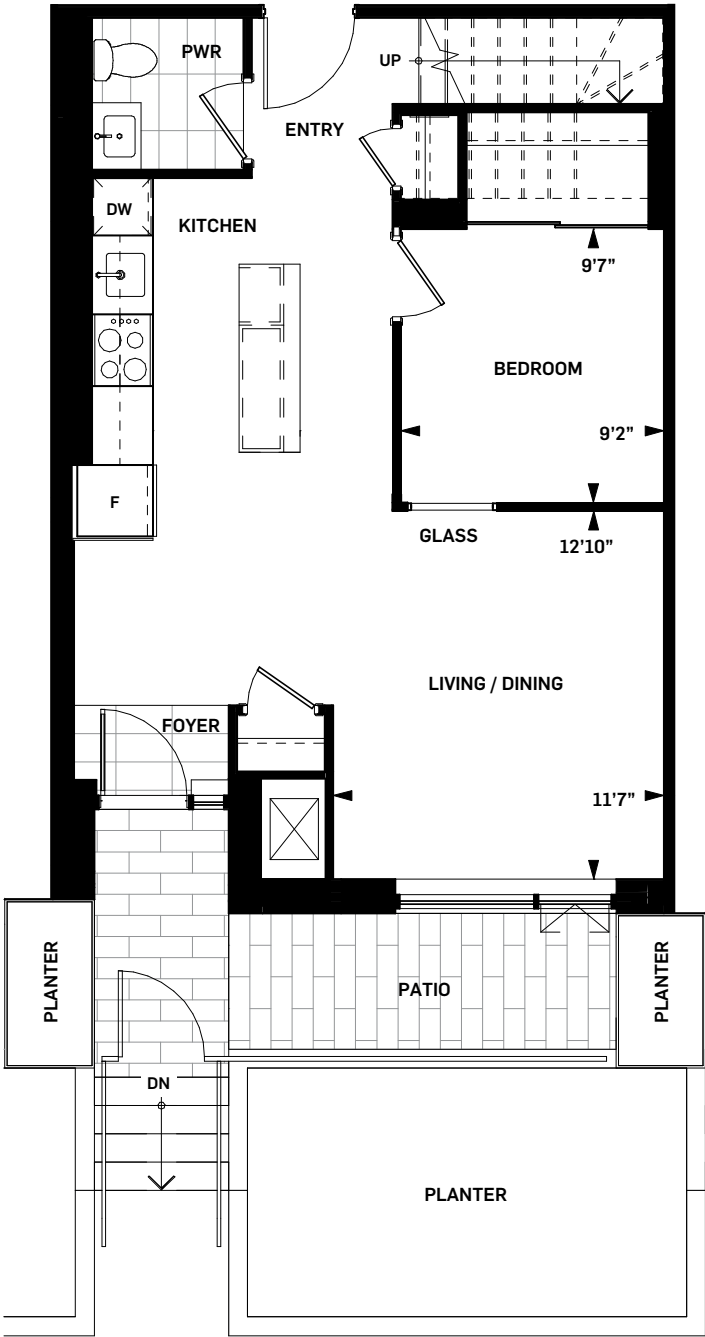 PWR
UP
ENTRY
DW
KITCHEN
9’7”
BEDROOM
9’2”
F
GLASS
12’10”
LIVING / DINING
FOYER
11’7”
PLANTER
PATIO
PLANTER
DN
PLANTER